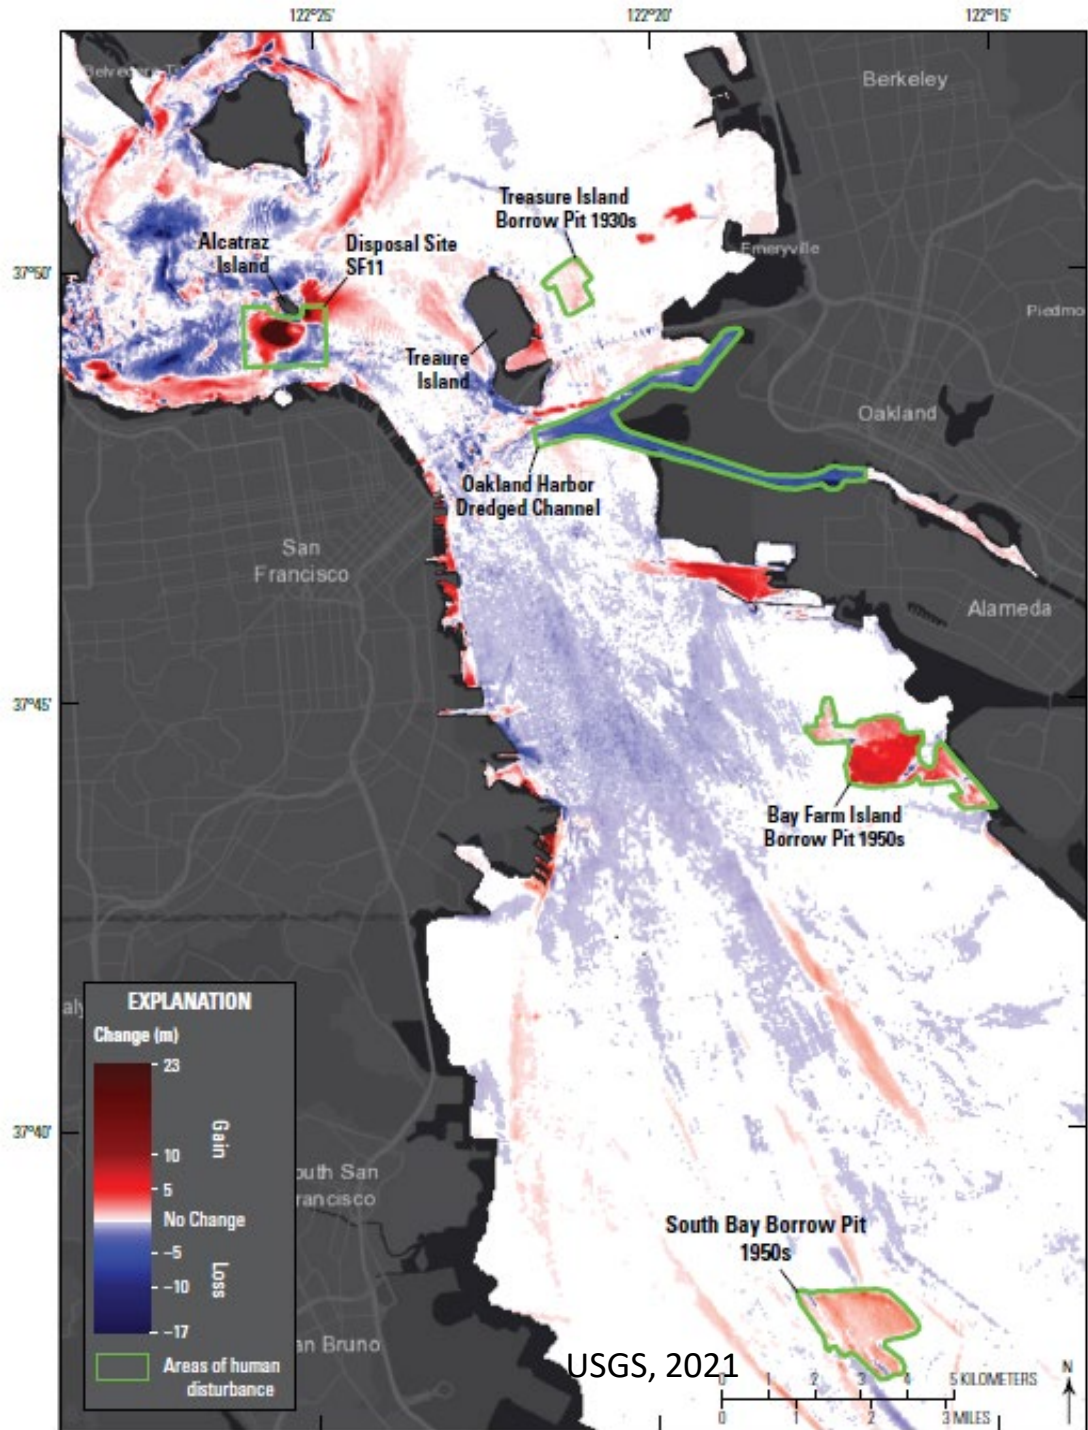 122°25'
122°20'
122°15'
Belvedere T
Berkeley
Treasure Island
Borrow Pit 1930s
Alcatraz
Island
Disposal Site
SF11
Emeryville
37°50'
Piedmo
Treaure
Island
Oakland
Oakland Harbor
Dredged Channel
San
Francisco
Alameda
37°45'
Bay Farm Island
Borrow Pit 1950s
EXPLANATION
aly
Change (m)
23
Gain
10
5
No Change
-5
Loss
-10
-17
Areas of human
disturbance
37°40'
outh San
rancisco
South Bay Borrow Pit
1950s
an Bruno
USGS, 2021
0 1 2 3 4 5 KILOMETERS
0 1 2 3 MILES
N